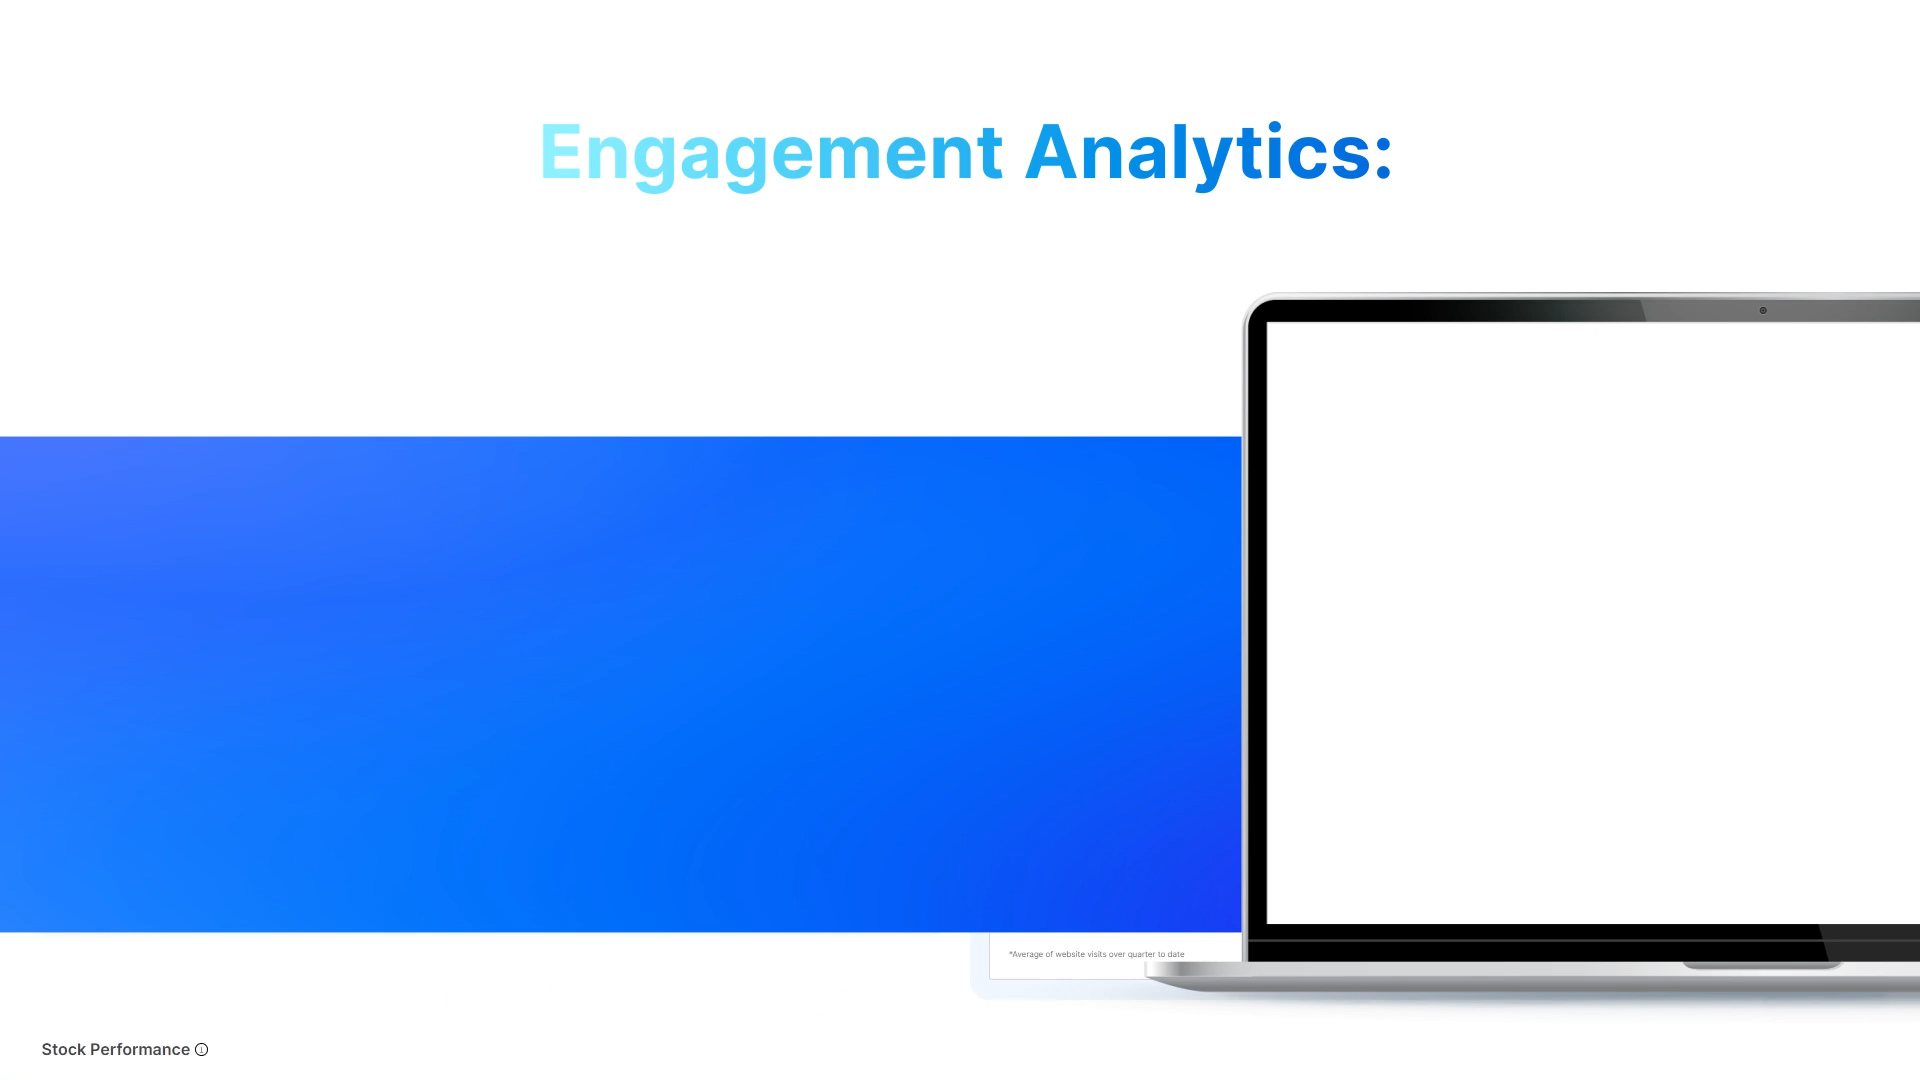 Engagement Analytics:
*Average of website visits over quarter to date
Stock Performance